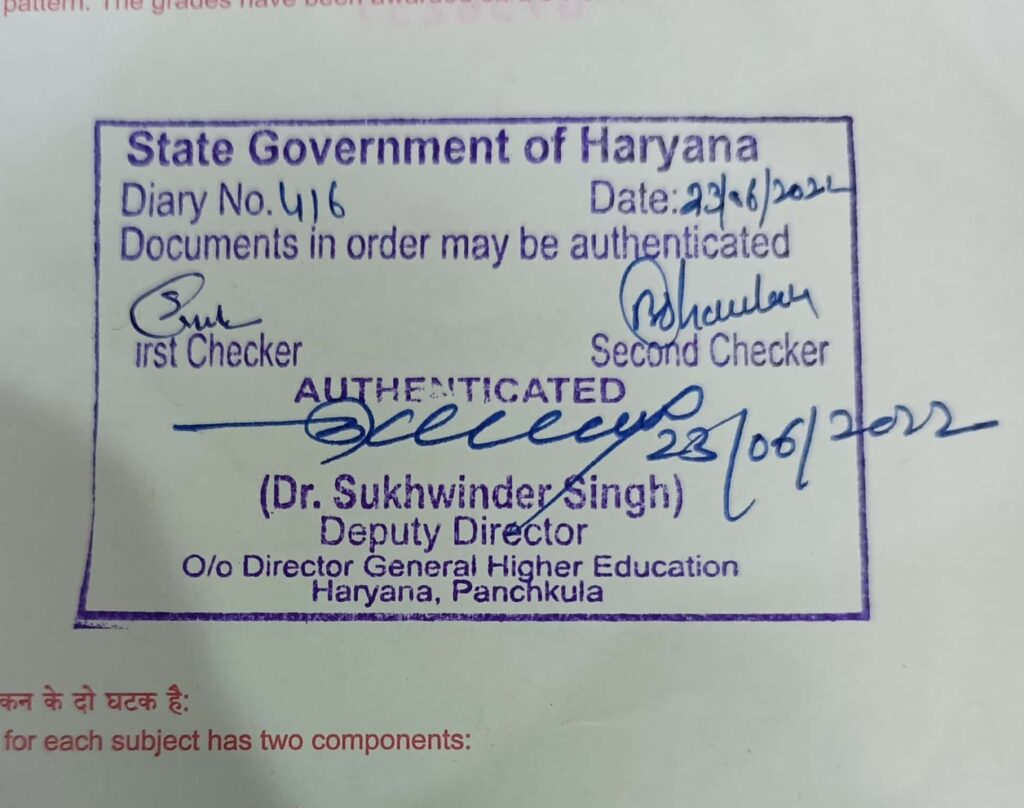 pattern. The grades have been awarded on a
State Government of Haryana
Diary No. 416 Date: 23/06/2022
Documents in order may be authenticated
irst Checker Second Checker
AUTHENTICATED
23/06/2022
(Dr. Sukhwinder Singh)
Deputy Director
O/o Director General Higher Education
Haryana, Panchkula
कन के दो घटक है:
for each subject has two components: